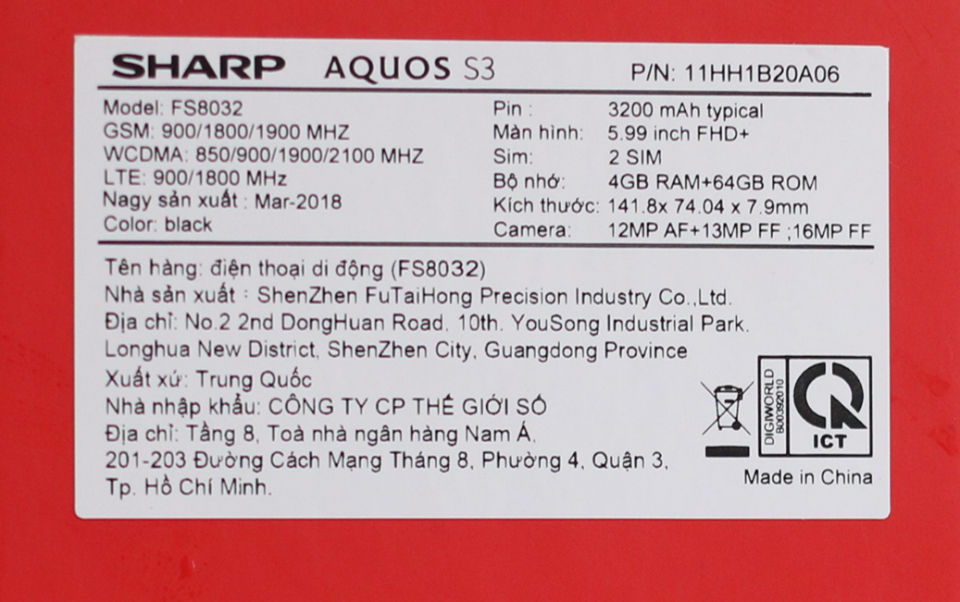 SHARP AQUOS S3 P/N: 11HH1B20A06
Model: FS8032
GSM: 900/1800/1900 MHZ
WCDMA: 850/900/1900/2100 MHZ
LTE: 900/1800 MHz
Nagy sản xuất : Mar-2018
Color: black
Pin : 3200 mAh typical
Màn hình: 5.99 inch FHD+
Sim: 2 SIM
Bộ nhớ: 4GB RAM+64GB ROM
Kích thước: 141.8x 74.04 x 7.9mm
Camera: 12MP AF+13MP FF ;16MP FF
Tên hàng: điện thoại di động (FS8032)
Nhà sản xuất : ShenZhen FuTaiHong Precision Industry Co.,Ltd.
Địa chỉ: No.2 2nd DongHuan Road. 10th. YouSong Industrial Park.
Longhua New District, ShenZhen City, Guangdong Province
Xuất xứ: Trung Quốc
Nhà nhập khẩu: CÔNG TY CP THẾ GIỚI SỐ
Địa chỉ: Tầng 8, Toà nhà ngân hàng Nam Á.
201-203 Đường Cách Mạng Tháng 8, Phường 4, Quận 3,
Tp. Hồ Chí Minh.
DIGIWORLD
B00392010
ICT
Made in China